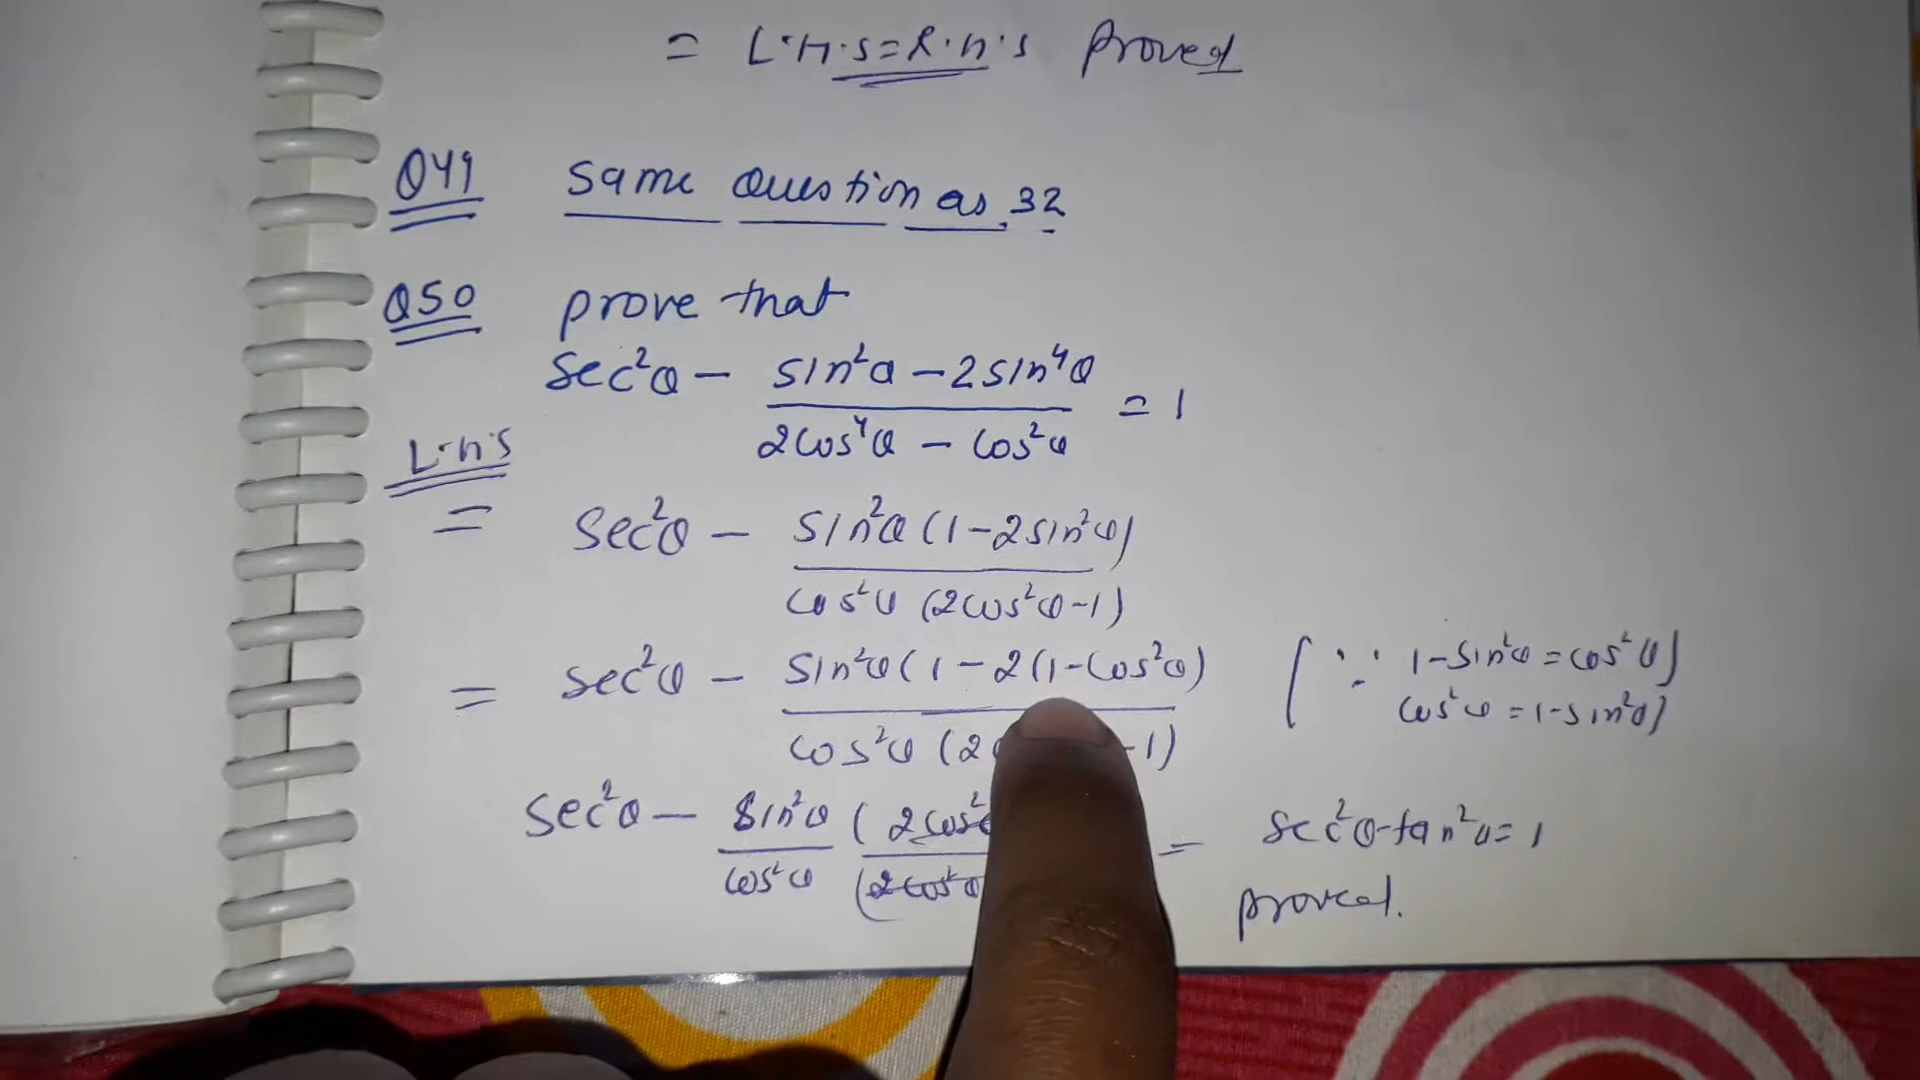 = L.H.S=R.H.S Proved
Q49 Same Question as 32
Q50 prove that
Sec²θ - sin²θ - 2sin⁴θ / 2cos⁴θ - cos²θ = 1
L.H.S
= Sec²θ - sin²θ (1-2sin²θ) / cos²θ (2cos²θ-1)
= sec²θ - sin²θ (1-2(1-cos²θ) / cos²θ (2 -1) [∵ 1-sin²θ = cos²θ]
cos²θ = 1-sin²θ]
Sec²θ - sin²θ / cos²θ (2cos² / (2cos²θ = sec²θ-tan²θ = 1
proved.